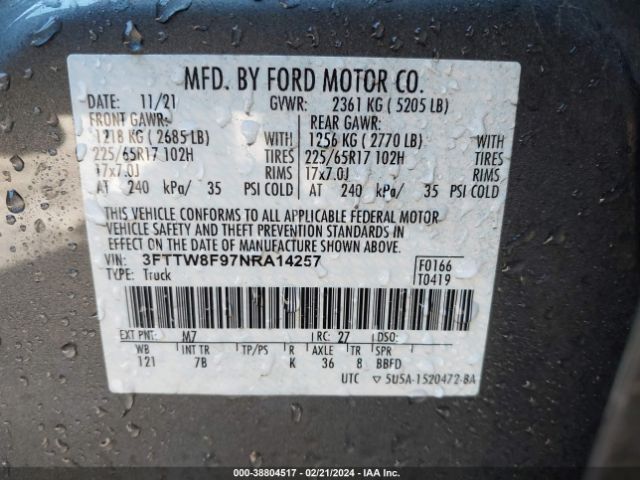 MFD. BY FORD MOTOR CO.
DATE: 11/21 GVWR: 2361 KG ( 5205 LB)
FRONT GAWR: REAR GAWR:
1218 KG ( 2685 LB) WITH 1256 KG ( 2770 LB) WITH
225/65R17 102H TIRES 225/65R17 102H TIRES
17x7.0J RIMS 17x7.0J RIMS
AT 240 kPa/ 35 PSI COLD AT 240 kPa/ 35 PSI COLD
THIS VEHICLE CONFORMS TO ALL APPLICABLE FEDERAL MOTOR
VEHICLE SAFETY AND THEFT PREVENTION STANDARDS IN
EFFECT ON THE DATE OF MANUFACTURE SHOWN ABOVE.
VIN: 3FTTW8F97NRA14257 F0166
TYPE: Truck T0419
EXT PNT: M7 RC: 27 DSO:
WB INT TR TP/PS R AXLE TR SPR
121 7B K 36 8 BBFD
UTC ▽ 5U5A-1520472-BA
000-38804517 - 02/21/2024 - IAA Inc.